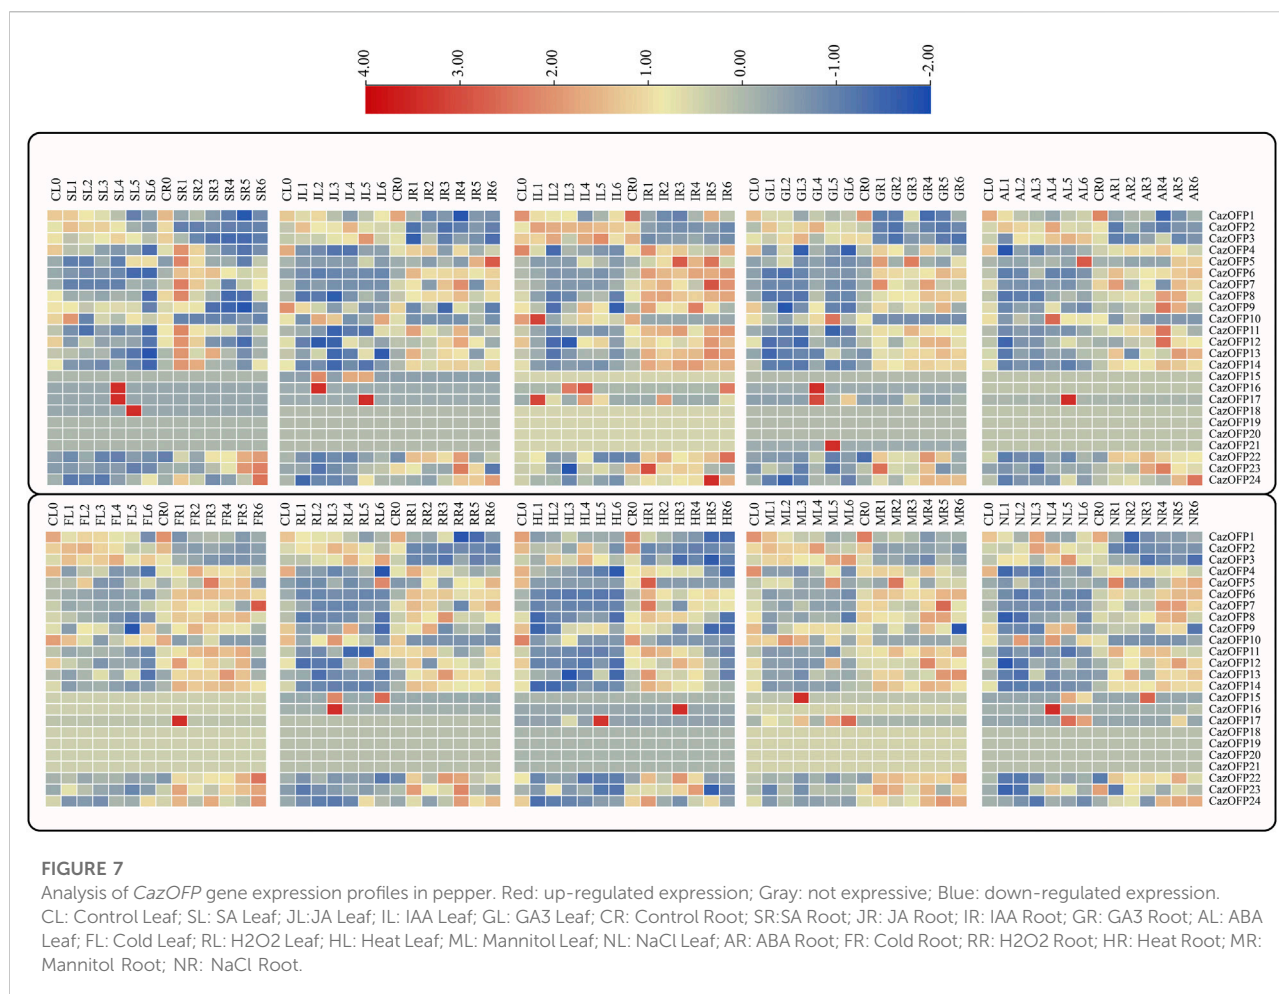 4.00 3.00 2.00 1.00 0.00 -1.00 -2.00
CL0 SL1 SL2 SL3 SL4 SL5 SL6 CR0 SR1 SR2 SR3 SR4 SR5 SR6
CL0 JL1 JL2 JL3 JL4 JL5 JL6 CR0 JR1 JR2 JR3 JR4 JR5 JR6
CL0 IL1 IL2 IL3 IL4 IL5 IL6 CR0 IR1 IR2 IR3 IR4 IR5 IR6
CL0 GL1 GL2 GL3 GL4 GL5 GL6 CR0 GR1 GR2 GR3 GR4 GR5 GR6
CL0 AL1 AL2 AL3 AL4 AL5 AL6 CR0 AR1 AR2 AR3 AR4 AR5 AR6
CazOFP1
CazOFP2
CazOFP3
CazOFP4
CazOFP5
CazOFP6
CazOFP7
CazOFP8
CazOFP9
CazOFP10
CazOFP11
CazOFP12
CazOFP13
CazOFP14
CazOFP15
CazOFP16
CazOFP17
CazOFP18
CazOFP19
CazOFP20
CazOFP21
CazOFP22
CazOFP23
CazOFP24
CL0 FL1 FL2 FL3 FL4 FL5 FL6 CR0 FR1 FR2 FR3 FR4 FR5 FR6
CL0 RL1 RL2 RL3 RL4 RL5 RL6 CR0 RR1 RR2 RR3 RR4 RR5 RR6
CL0 HL1 HL2 HL3 HL4 HL5 HL6 CR0 HR1 HR2 HR3 HR4 HR5 HR6
CL0 ML1 ML2 ML3 ML4 ML5 ML6 CR0 MR1 MR2 MR3 MR4 MR5 MR6
CL0 NL1 NL2 NL3 NL4 NL5 NL6 CR0 NR1 NR2 NR3 NR4 NR5 NR6
CazOFP1
CazOFP2
CazOFP3
CazOFP4
CazOFP5
CazOFP6
CazOFP7
CazOFP8
CazOFP9
CazOFP10
CazOFP11
CazOFP12
CazOFP13
CazOFP14
CazOFP15
CazOFP16
CazOFP17
CazOFP18
CazOFP19
CazOFP20
CazOFP21
CazOFP22
CazOFP23
CazOFP24
FIGURE 7
Analysis of CazOFP gene expression profiles in pepper. Red: up-regulated expression; Gray: not expressive; Blue: down-regulated expression.
CL: Control Leaf; SL: SA Leaf; JL:JA Leaf; IL: IAA Leaf; GL: GA3 Leaf; CR: Control Root; SR:SA Root; JR: JA Root; IR: IAA Root; GR: GA3 Root; AL: ABA
Leaf; FL: Cold Leaf; RL: H2O2 Leaf; HL: Heat Leaf; ML: Mannitol Leaf; NL: NaCl Leaf; AR: ABA Root; FR: Cold Root; RR: H2O2 Root; HR: Heat Root; MR:
Mannitol Root; NR: NaCl Root.